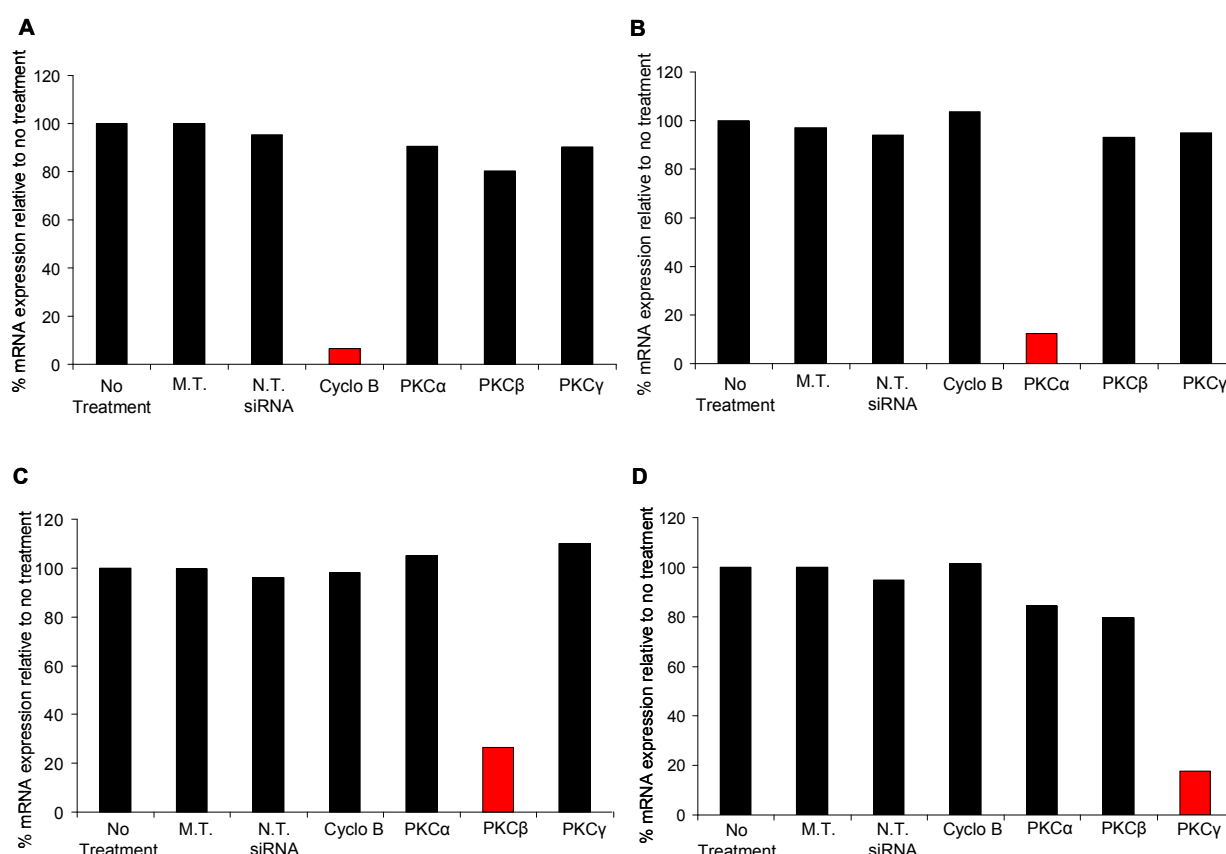 A
% mRNA expression relative to no treatment
120
100
80
60
40
20
0
No Treatment
M.T.
N.T. siRNA
Cyclo B
PKCα
PKCβ
PKCγ
B
% mRNA expression relative to no treatment
120
100
80
60
40
20
0
No Treatment
M.T.
N.T. siRNA
Cyclo B
PKCα
PKCβ
PKCγ
C
% mRNA expression relative to no treatment
120
100
80
60
40
20
0
No Treatment
M.T.
N.T. siRNA
Cyclo B
PKCα
PKCβ
PKCγ
D
% mRNA expression relative to no treatment
120
100
80
60
40
20
0
No Treatment
M.T.
N.T. siRNA
Cyclo B
PKCα
PKCβ
PKCγ